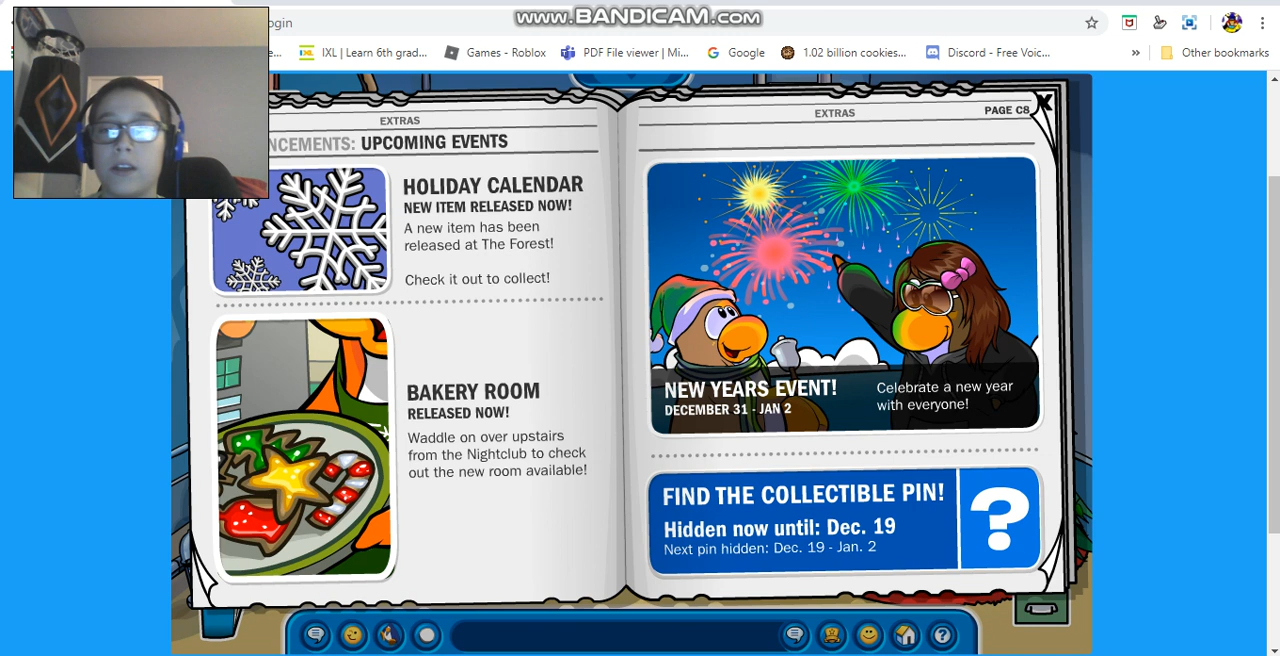 www.BANDICAM.com
ogin
e...
IXL | Learn 6th grad...
Games - Roblox
PDF File viewer | Mi...
Google
1.02 billion cookies...
Discord - Free Voic...
»
Other bookmarks
EXTRAS
NCEMENTS: UPCOMING EVENTS
HOLIDAY CALENDAR
NEW ITEM RELEASED NOW!
A new item has been
released at The Forest!
Check it out to collect!
BAKERY ROOM
RELEASED NOW!
Waddle on over upstairs
from the Nightclub to check
out the new room available!
EXTRAS
PAGE C8
X
NEW YEARS EVENT!
DECEMBER 31 - JAN 2
Celebrate a new year
with everyone!
FIND THE COLLECTIBLE PIN!
Hidden now until: Dec. 19
Next pin hidden: Dec. 19 - Jan. 2
?
?